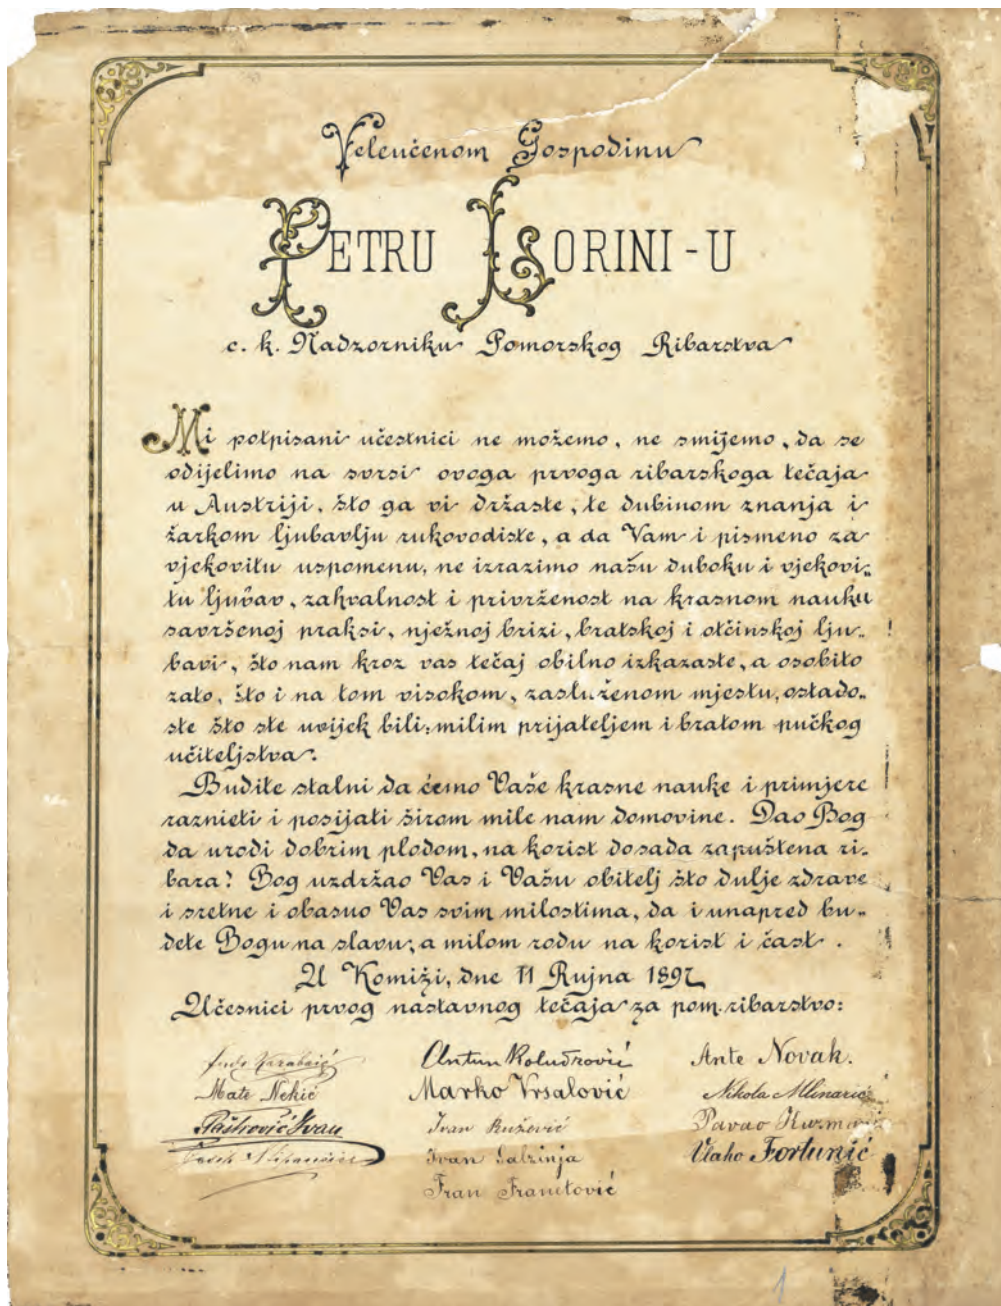 Veleučenom Gospodinu
PETRU LORINI-U
c. k. Nadzorniku Pomorskog Ribarstva
Mi potpisani učestnici ne možemo, ne smijemo, da se
odijelimo na svrsi ovoga prvoga ribarskoga tečaja
u Austriji, što ga vi držaste, te dubinom znanja i
žarkom ljubavlju rukovodiste, a da Vam i pismeno za
vjekovitu uspomenu, ne izrazimo našu duboku i vjekovi-
tu ljubav, zahvalnost i privrženost na krasnom nauku
savršenoj praksi, nježnoj brizi, bratskoj i otčinskoj lju-
bavi, što nam kroz vas tečaj obilno izkazaste, a osobito
zato, što i na tom visokom, zasluženom mjestu, ostado-
ste što ste uvijek bili: milim prijateljem i bratom pučkog
učiteljstva.
Budite stalni da ćemo Vaše krasne nauke i primjere
raznieti i posijati širom mile nam domovine. Dao Bog
da urodi dobrim plodom, na korist dosada zapuštena ri-
bara! Bog uzdržao Vas i Vašu obitelj što dulje zdrave
i sretne i obasuo Vas svim milostima, da i unapred bu-
dete Bogu na slavu, a milom rodu na korist i čast.
U Komiži, dne 11 Rujna 1897
Učesnici prvog nastavnog tečaja za pom. ribarstvo:
Karabaić Antun Koludrović Ante Novak.
Mate Nekić Marko Vrsalović Nikola Mlinarić
Paštrović Ivan Ivan Ružević Pavao
Ivan Salzinja Vlaho Fortunić
Fran Franetović
1